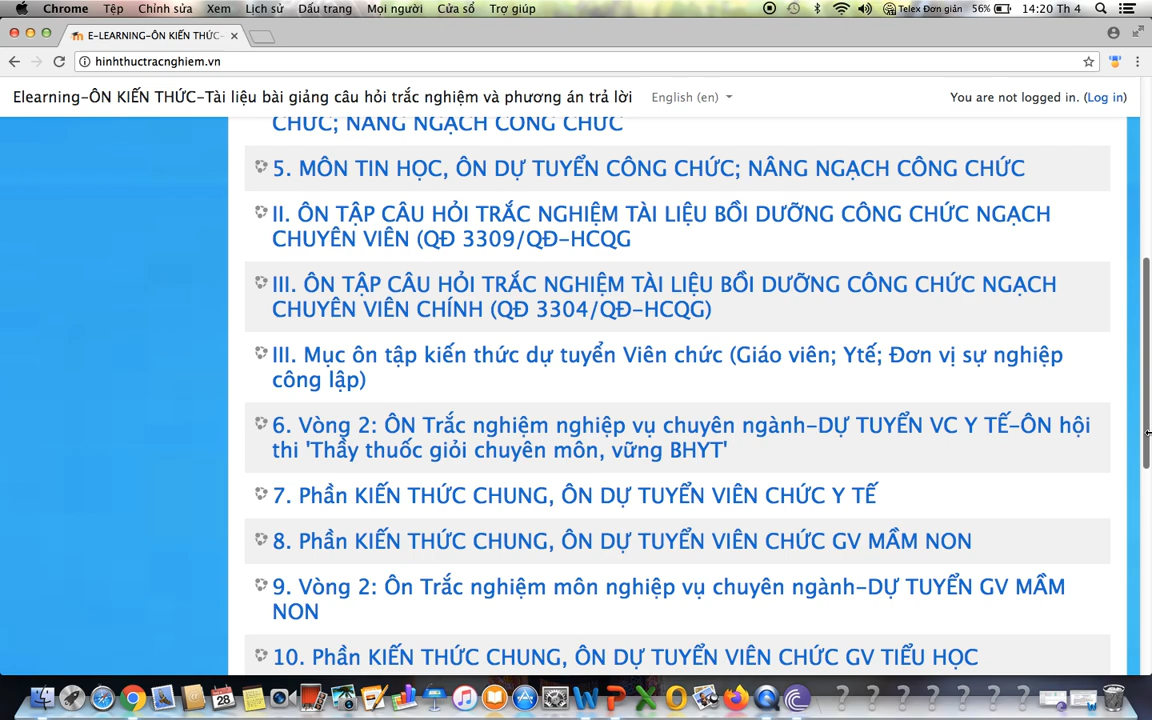 Chrome Tệp Chỉnh sửa Xem Lịch sử Dấu trang Mọi người Cửa sổ Trợ giúp Telex Đơn giản 56% 14:20 Th 4
E-LEARNING-ÔN KIẾN THỨC-
hinhthuctracnghiem.vn
Elearning-ÔN KIẾN THỨC-Tài liệu bài giảng câu hỏi trắc nghiệm và phương án trả lời English (en) You are not logged in. (Log in)
CHỨC; NÂNG NGẠCH CÔNG CHỨC
5. MÔN TIN HỌC, ÔN DỰ TUYỂN CÔNG CHỨC; NÂNG NGẠCH CÔNG CHỨC
II. ÔN TẬP CÂU HỎI TRẮC NGHIỆM TÀI LIỆU BỒI DƯỠNG CÔNG CHỨC NGẠCH
CHUYÊN VIÊN (QĐ 3309/QĐ-HCQG
III. ÔN TẬP CÂU HỎI TRẮC NGHIỆM TÀI LIỆU BỒI DƯỠNG CÔNG CHỨC NGẠCH
CHUYÊN VIÊN CHÍNH (QĐ 3304/QĐ-HCQG)
III. Mục ôn tập kiến thức dự tuyển Viên chức (Giáo viên; Ytế; Đơn vị sự nghiệp
công lập)
6. Vòng 2: ÔN Trắc nghiệm nghiệp vụ chuyên ngành-DỰ TUYỂN VC Y TẾ-ÔN hội
thi 'Thầy thuốc giỏi chuyên môn, vững BHYT'
7. Phần KIẾN THỨC CHUNG, ÔN DỰ TUYỂN VIÊN CHỨC Y TẾ
8. Phần KIẾN THỨC CHUNG, ÔN DỰ TUYỂN VIÊN CHỨC GV MẦM NON
9. Vòng 2: Ôn Trắc nghiệm môn nghiệp vụ chuyên ngành-DỰ TUYỂN GV MẦM
NON
10. Phần KIẾN THỨC CHUNG, ÔN DỰ TUYỂN VIÊN CHỨC GV TIỂU HỌC
28